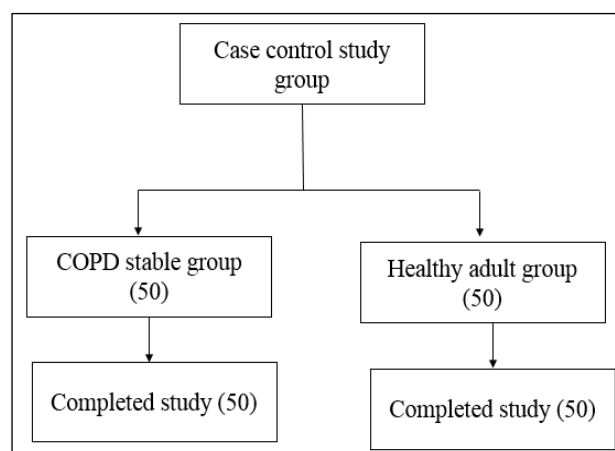 Case control study
group
COPD stable group
(50)
Healthy adult group
(50)
Completed study (50)
Completed study (50)